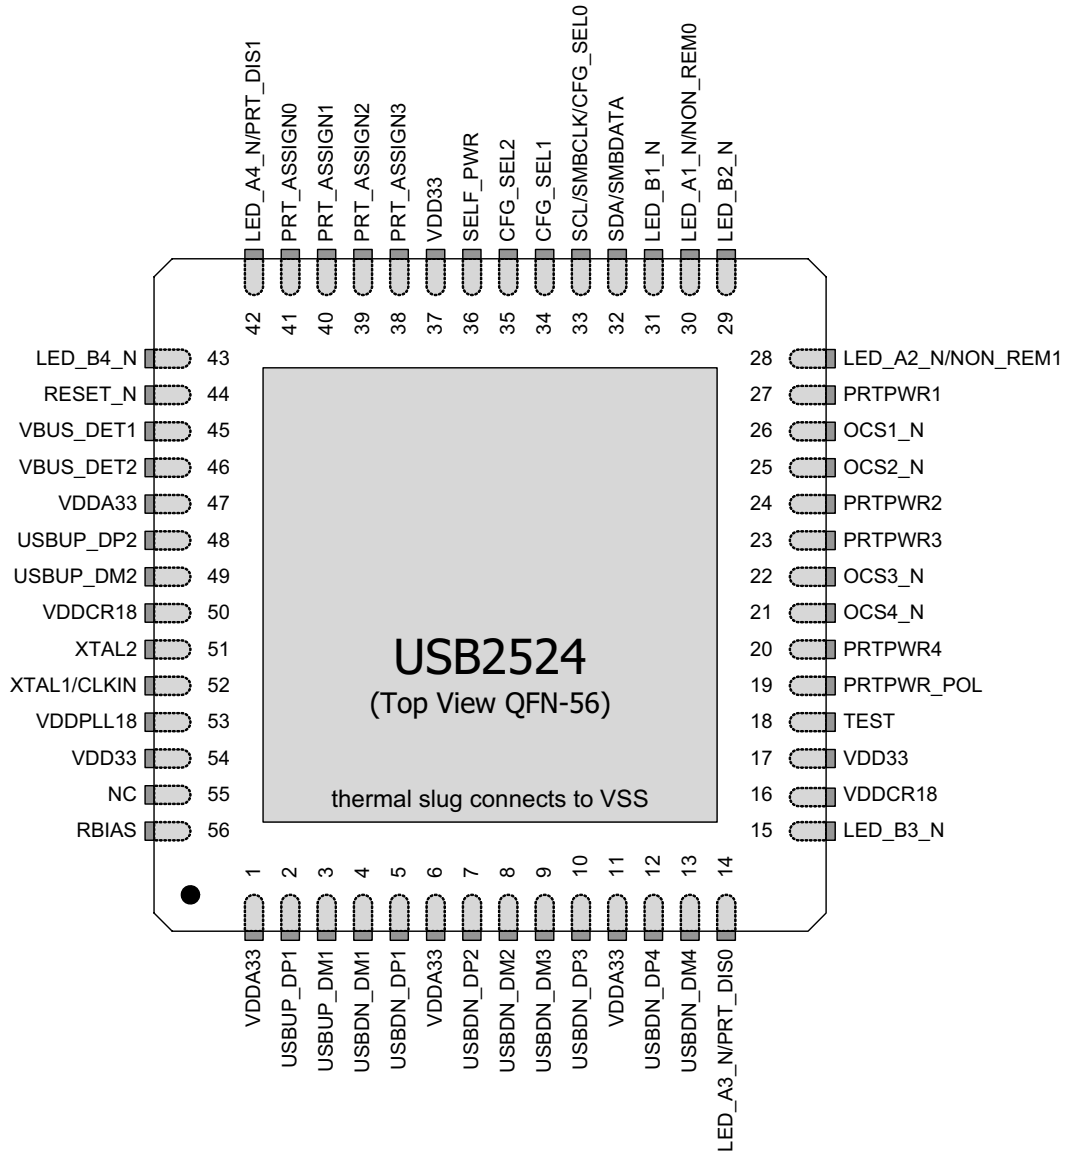 LED_A4_N/PRT_DIS1
PRT_ASSIGN0
PRT_ASSIGN1
PRT_ASSIGN2
PRT_ASSIGN3
VDD33
SELF_PWR
CFG_SEL2
CFG_SEL1
SCL/SMBCLK/CFG_SEL0
SDA/SMBDATA
LED_B1_N
LED_A1_N/NON_REM0
LED_B2_N
42
41
40
39
38
37
36
35
34
33
32
31
30
29
LED_B4_N 43
RESET_N 44
VBUS_DET1 45
VBUS_DET2 46
VDDA33 47
USBUP_DP2 48
USBUP_DM2 49
VDDCR18 50
XTAL2 51
XTAL1/CLKIN 52
VDDPLL18 53
VDD33 54
NC 55
RBIAS 56
USB2524
(Top View QFN-56)
thermal slug connects to VSS
28 LED_A2_N/NON_REM1
27 PRTPWR1
26 OCS1_N
25 OCS2_N
24 PRTPWR2
23 PRTPWR3
22 OCS3_N
21 OCS4_N
20 PRTPWR4
19 PRTPWR_POL
18 TEST
17 VDD33
16 VDDCR18
15 LED_B3_N
1
2
3
4
5
6
7
8
9
10
11
12
13
14
VDDA33
USBUP_DP1
USBUP_DM1
USBDN_DM1
USBDN_DP1
VDDA33
USBDN_DP2
USBDN_DM2
USBDN_DM3
USBDN_DP3
VDDA33
USBDN_DP4
USBDN_DM4
LED_A3_N/PRT_DIS0